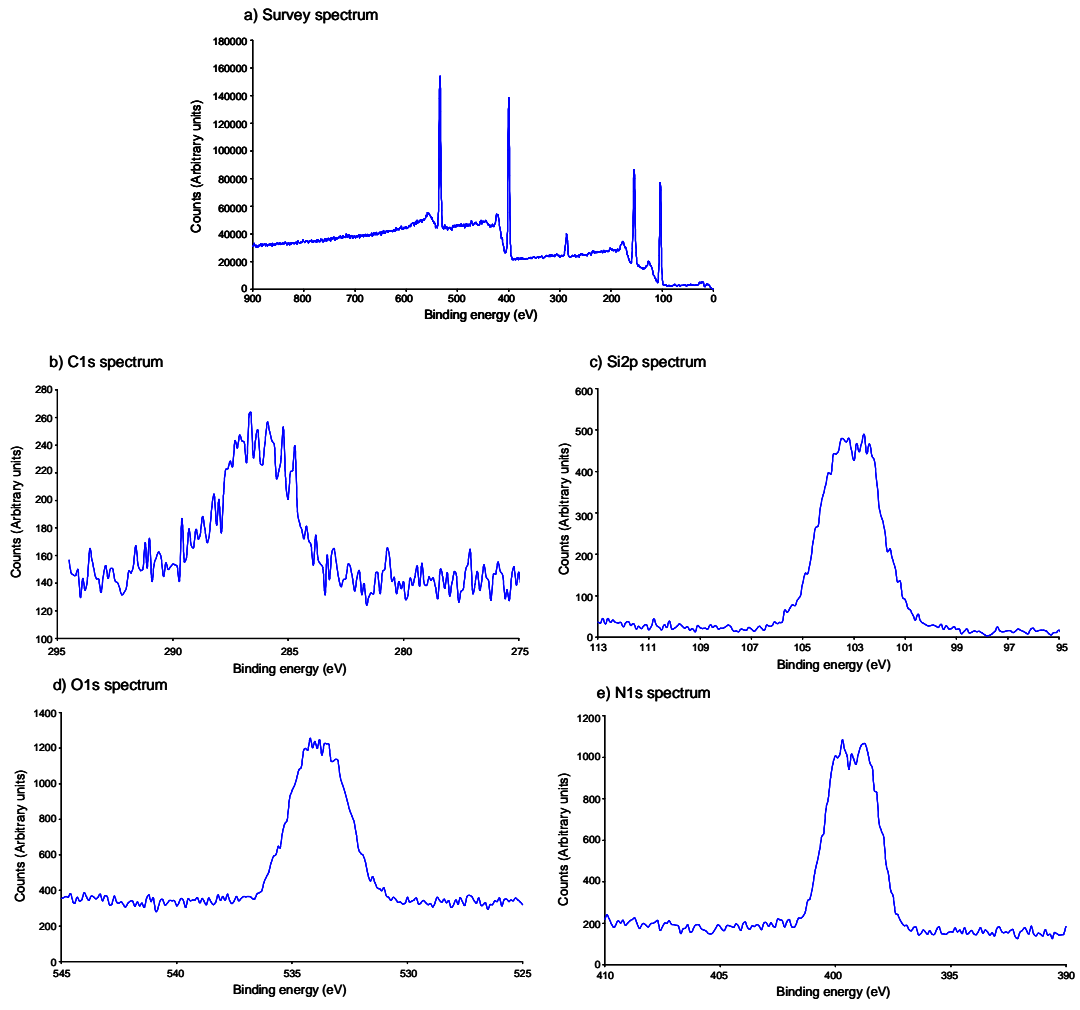 a) Survey spectrum
Counts (Arbitrary units)
180000
160000
140000
120000
100000
80000
60000
40000
20000
0
900 800 700 600 500 400 300 200 100 0
Binding energy (eV)
b) C1s spectrum
Counts (Arbitrary units)
280
260
240
220
200
180
160
140
120
100
295 290 285 280 275
Binding energy (eV)
c) Si2p spectrum
Counts (Arbitrary units)
600
500
400
300
200
100
0
113 111 109 107 105 103 101 99 97 95
Binding energy (eV)
d) O1s spectrum
Counts (Arbitrary units)
1400
1200
1000
800
600
400
200
0
545 540 535 530 525
Binding energy (eV)
e) N1s spectrum
Counts (Arbitrary units)
1200
1000
800
600
400
200
0
410 405 400 395 390
Binding energy (eV)